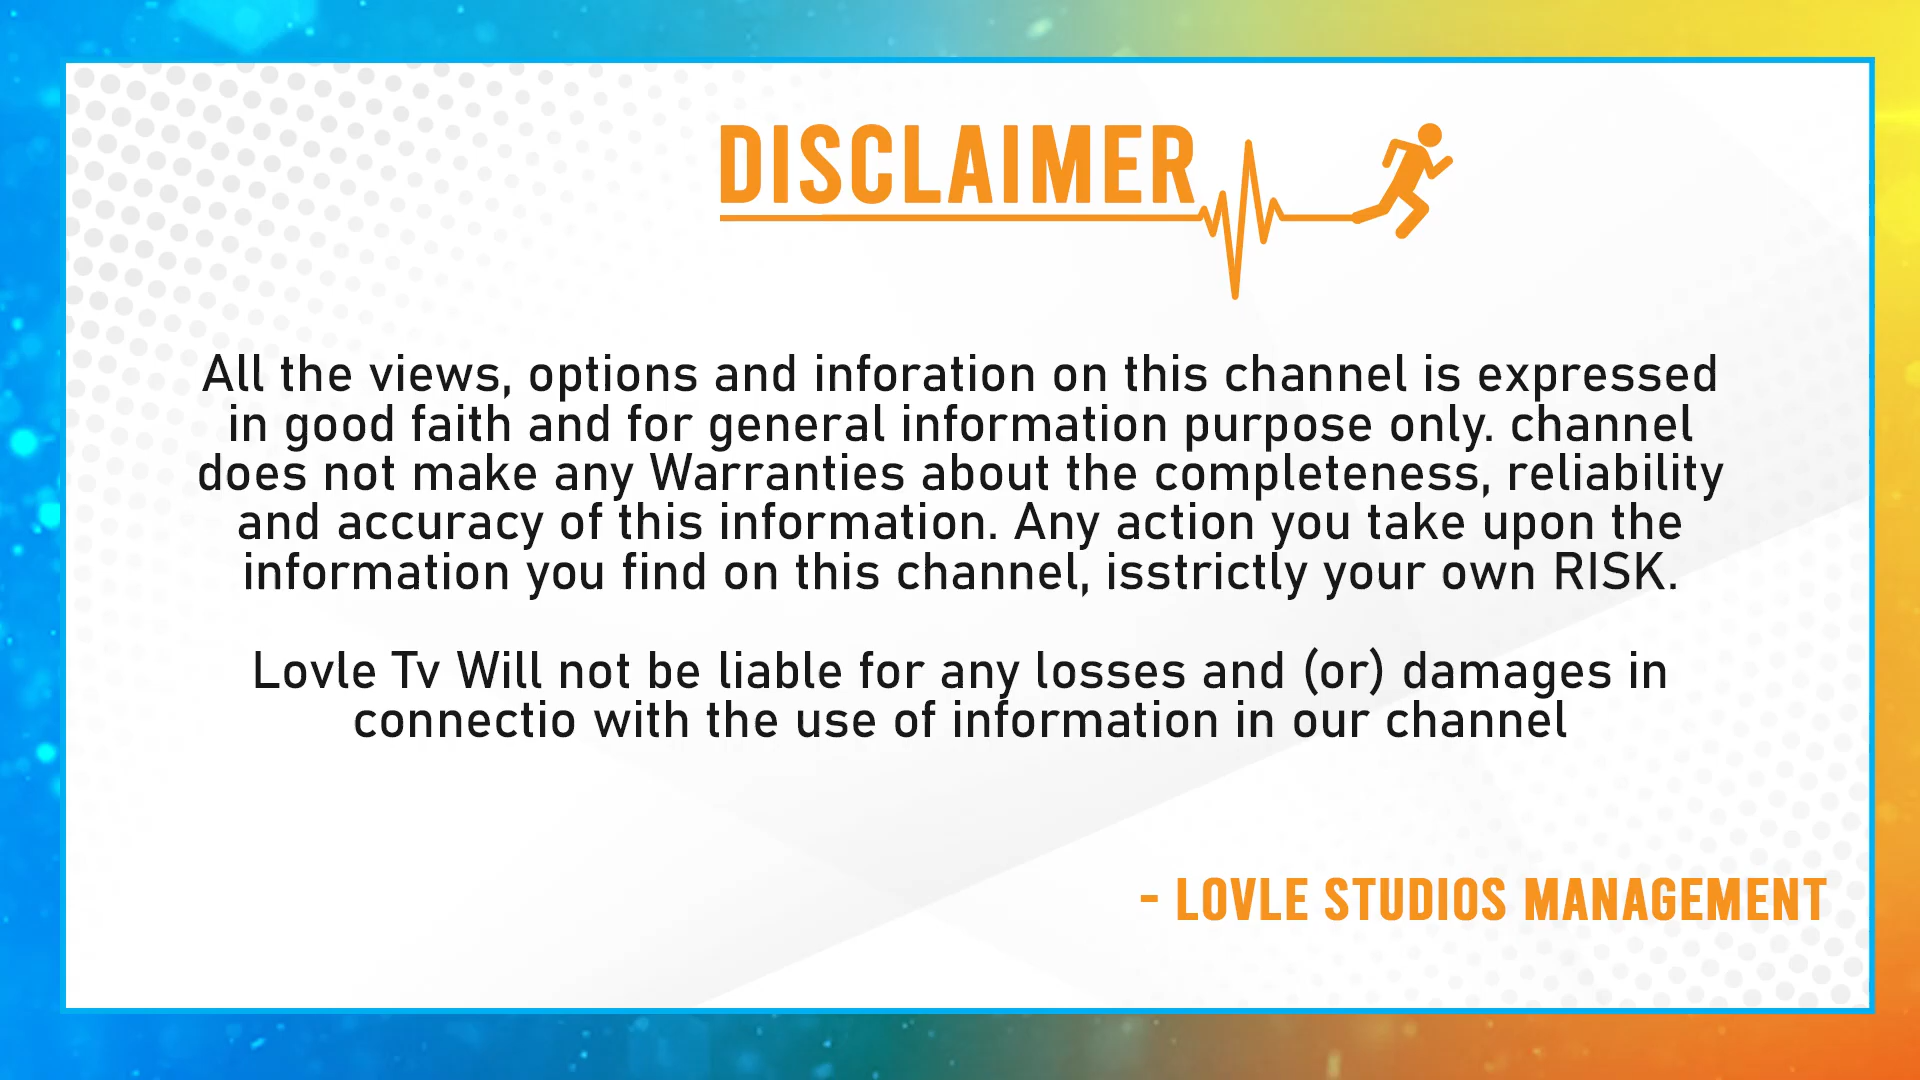 DISCLAIMER
All the views, options and inforation on this channel is expressed
in good faith and for general information purpose only. channel
does not make any Warranties about the completeness, reliability
and accuracy of this information. Any action you take upon the
information you find on this channel, isstrictly your own RISK.
Lovle Tv Will not be liable for any losses and (or) damages in
connectio with the use of information in our channel
- LOVLE STUDIOS MANAGEMENT